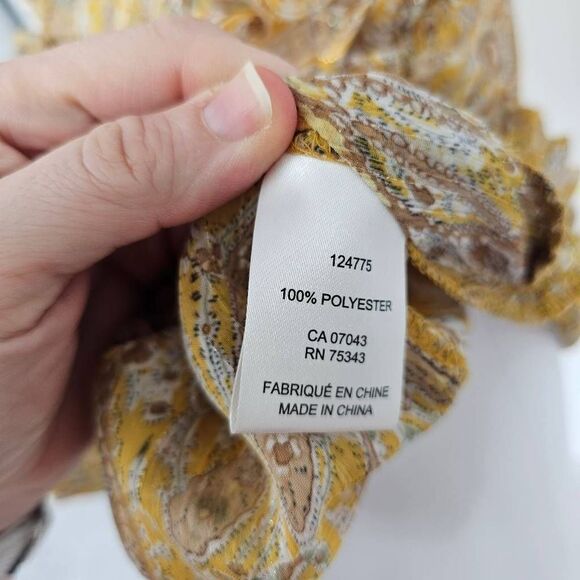 124775
100% POLYESTER
CA 07043
RN 75343
FABRIQUÉ EN CHINE
MADE IN CHINA